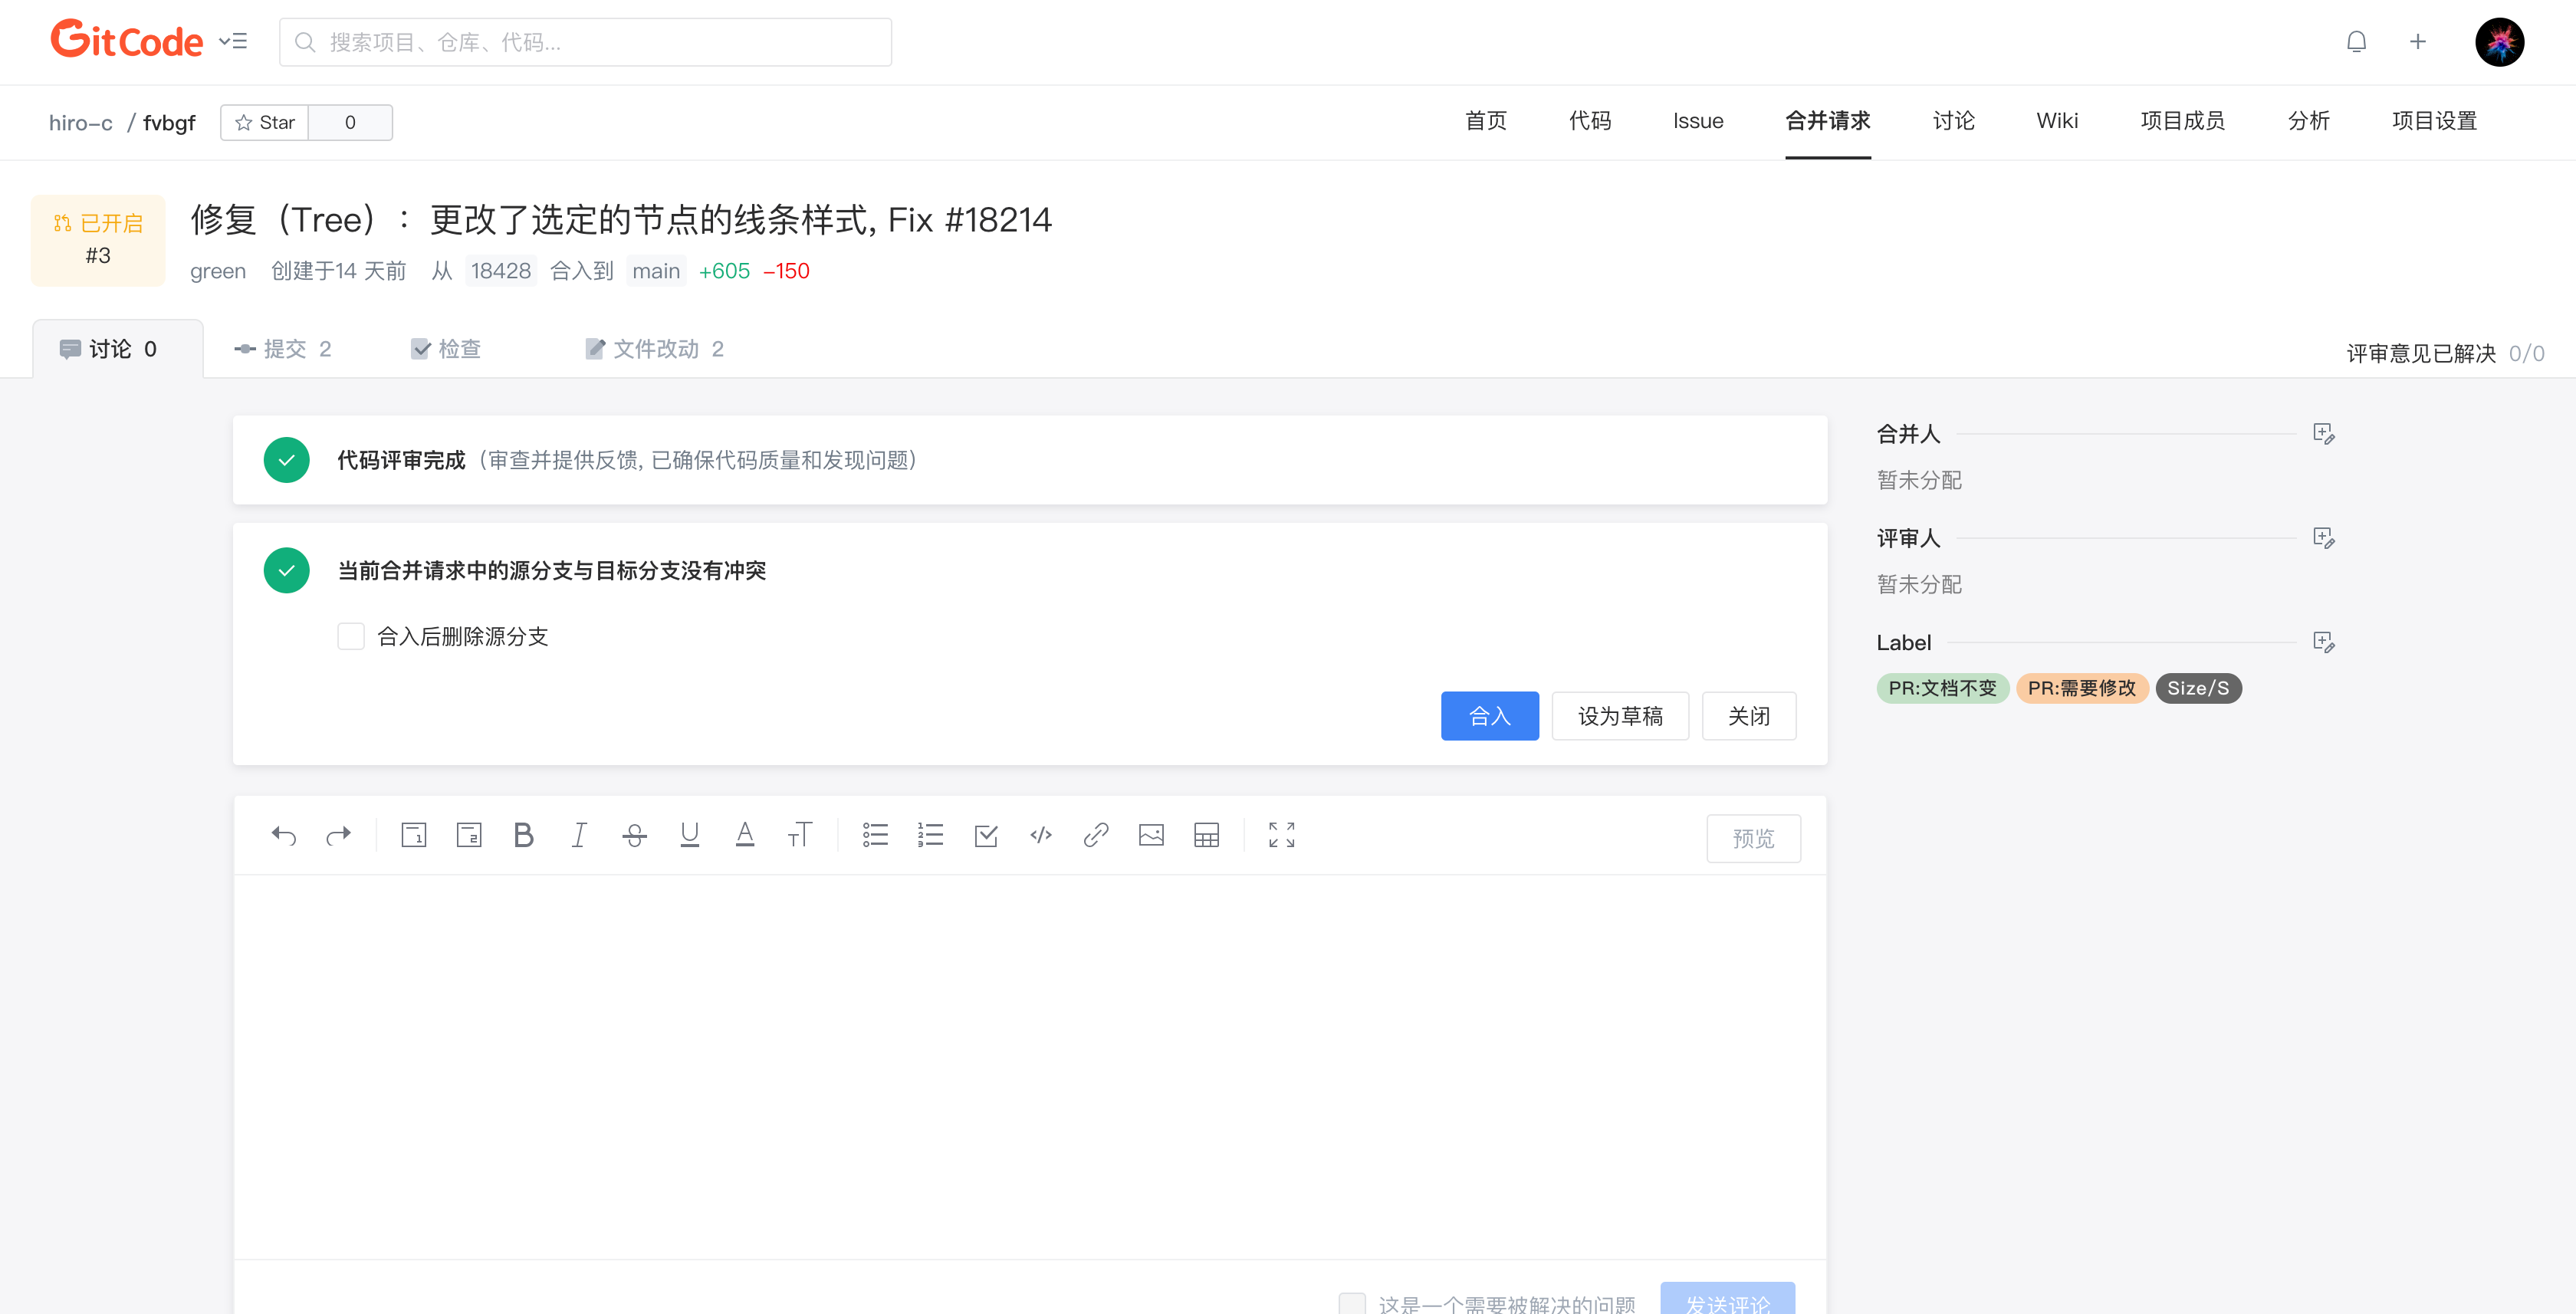 GitCode
搜索项目、仓库、代码...
hiro-c / fvbgf Star 0
首页 代码 Issue 合并请求 讨论 Wiki 项目成员 分析 项目设置
已开启
#3
修复（Tree）：更改了选定的节点的线条样式, Fix #18214
green 创建于14 天前 从 18428 合入到 main +605 -150
讨论 0 提交 2 检查 文件改动 2 评审意见已解决 0/0
代码评审完成（审查并提供反馈, 已确保代码质量和发现问题）
当前合并请求中的源分支与目标分支没有冲突
合入后删除源分支
合入 设为草稿 关闭
合并人
暂未分配
评审人
暂未分配
Label
PR:文档不变 PR:需要修改 Size/S
预览
这是一个需要被解决的问题 发送评论